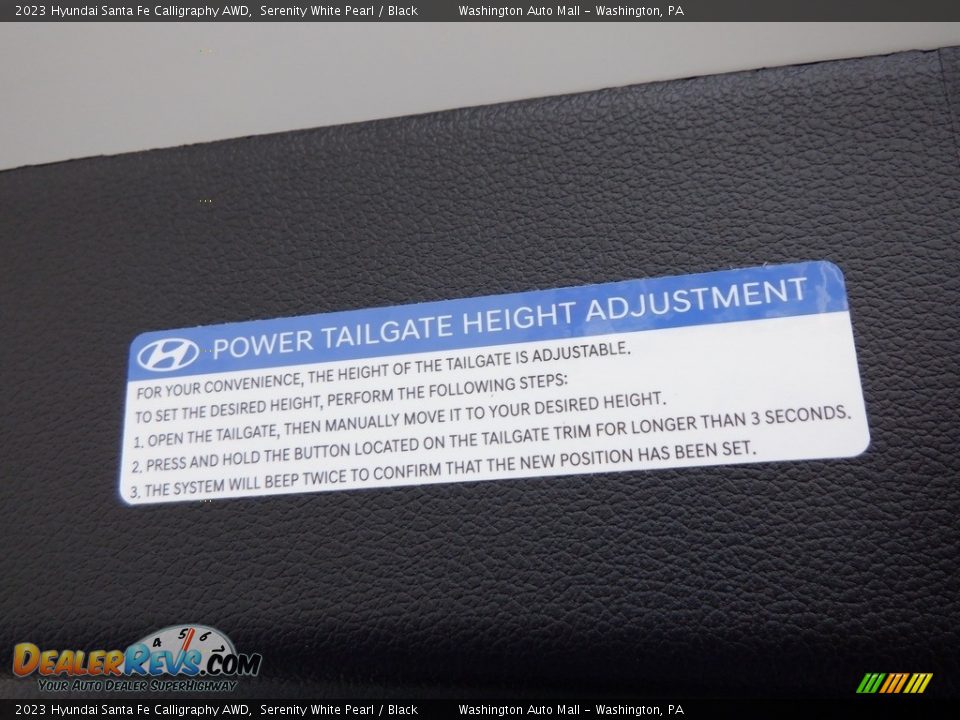 2023 Hyundai Santa Fe Calligraphy AWD,  Serenity White Pearl / Black        Washington Auto Mall - Washington, PA
POWER TAILGATE HEIGHT ADJUSTMENT
FOR YOUR CONVENIENCE, THE HEIGHT OF THE TAILGATE IS ADJUSTABLE.
TO SET THE DESIRED HEIGHT, PERFORM THE FOLLOWING STEPS:
1. OPEN THE TAILGATE, THEN MANUALLY MOVE IT TO YOUR DESIRED HEIGHT.
2. PRESS AND HOLD THE BUTTON LOCATED ON THE TAILGATE TRIM FOR LONGER THAN 3 SECONDS.
3. THE SYSTEM WILL BEEP TWICE TO CONFIRM THAT THE NEW POSITION HAS BEEN SET.
4 5 6
DEALERREVS.COM
YOUR AUTO DEALER SUPERHIGHWAY
2023 Hyundai Santa Fe Calligraphy AWD,  Serenity White Pearl / Black        Washington Auto Mall - Washington, PA